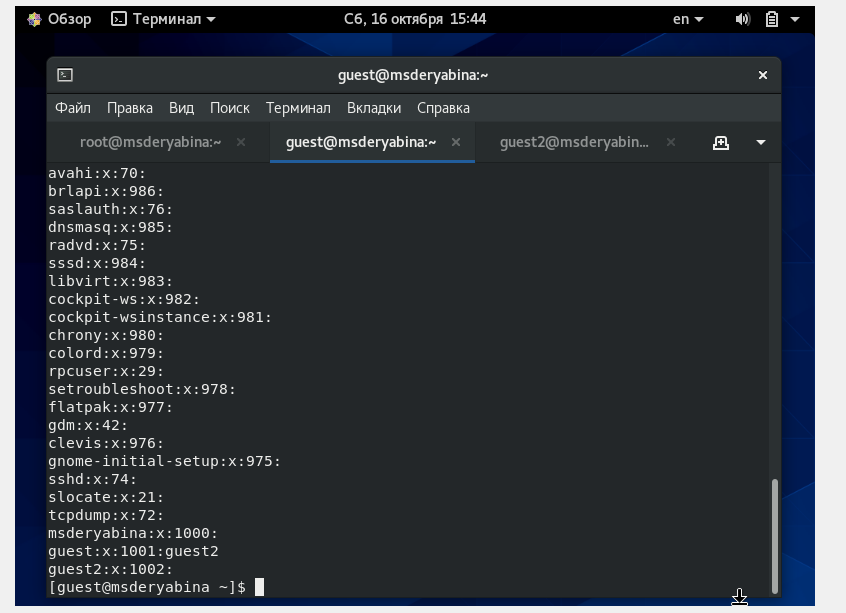 Обзор Терминал Сб, 16 октября 15:44 en
guest@msderyabina:~
Файл Правка Вид Поиск Терминал Вкладки Справка
root@msderyabina:~ guest@msderyabina:~ guest2@msderyabin...
avahi:x:70:
brlapi:x:986:
saslauth:x:76:
dnsmasq:x:985:
radvd:x:75:
sssd:x:984:
libvirt:x:983:
cockpit-ws:x:982:
cockpit-wsinstance:x:981:
chrony:x:980:
colord:x:979:
rpcuser:x:29:
setroubleshoot:x:978:
flatpak:x:977:
gdm:x:42:
clevis:x:976:
gnome-initial-setup:x:975:
sshd:x:74:
slocate:x:21:
tcpdump:x:72:
msderyabina:x:1000:
guest:x:1001:guest2
guest2:x:1002:
[guest@msderyabina ~]$